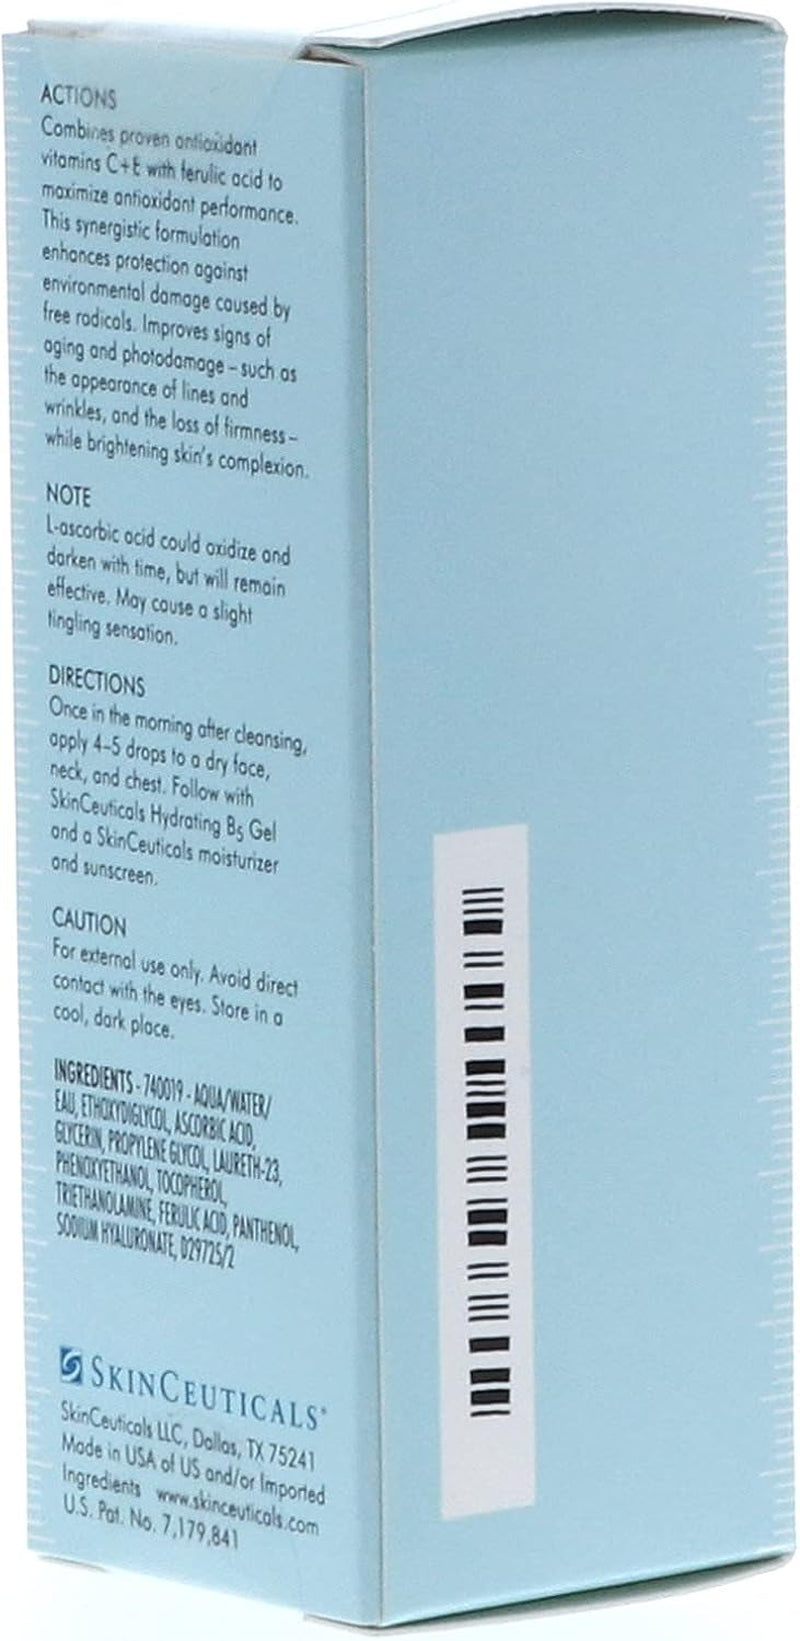 ACTIONS
Combines proven antioxidant
vitamins C+E with ferulic acid to
maximize antioxidant performance.
This synergistic formulation
enhances protection against
environmental damage caused by
free radicals. Improves signs of
aging and photodamage – such as
the appearance of lines and
wrinkles, and the loss of firmness –
while brightening skin's complexion.
NOTE
L-ascorbic acid could oxidize and
darken with time, but will remain
effective. May cause a slight
tingling sensation.
DIRECTIONS
Once in the morning after cleansing,
apply 4–5 drops to a dry face,
neck, and chest. Follow with
SkinCeuticals Hydrating B5 Gel
and a SkinCeuticals moisturizer
and sunscreen.
CAUTION
For external use only. Avoid direct
contact with the eyes. Store in a
cool, dark place.
INGREDIENTS - 740019 - AQUA/WATER/
EAU, ETHOXYDIGLYCOL, ASCORBIC ACID,
GLYCERIN, PROPYLENE GLYCOL, LAURETH-23,
PHENOXYETHANOL, TOCOPHEROL,
TRIETHANOLAMINE, FERULIC ACID, PANTHENOL,
SODIUM HYALURONATE, D29725/2
SKINCEUTICALS®
SkinCeuticals LLC, Dallas, TX 75241
Made in USA of US and/or Imported
Ingredients www.skinceuticals.com
U.S. Pat. No. 7,179,841